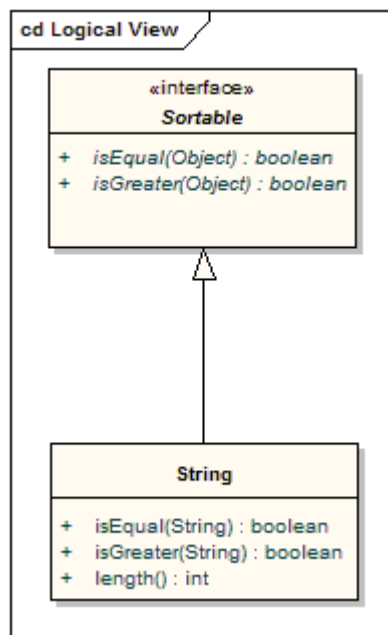 cd Logical View
«interface»
Sortable
+ isEqual(Object) : boolean
+ isGreater(Object) : boolean
String
+ isEqual(String) : boolean
+ isGreater(String) : boolean
+ length() : int